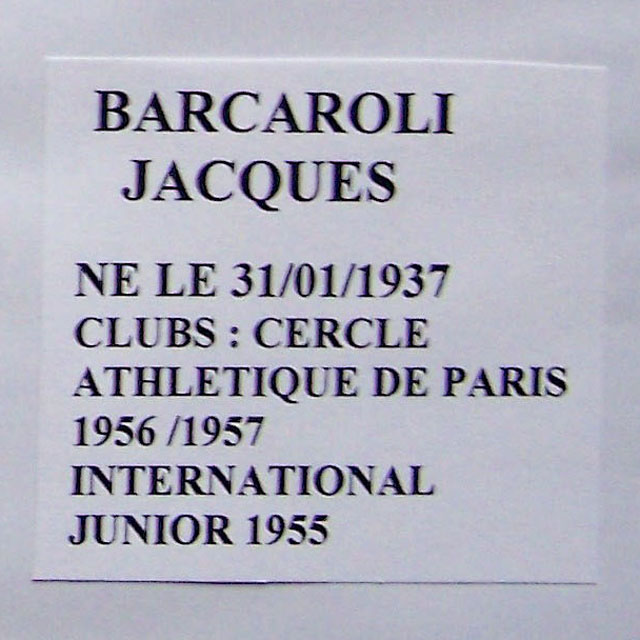 BARCAROLI
JACQUES
NE LE 31/01/1937
CLUBS : CERCLE
ATHLETIQUE DE PARIS
1956 /1957
INTERNATIONAL
JUNIOR 1955